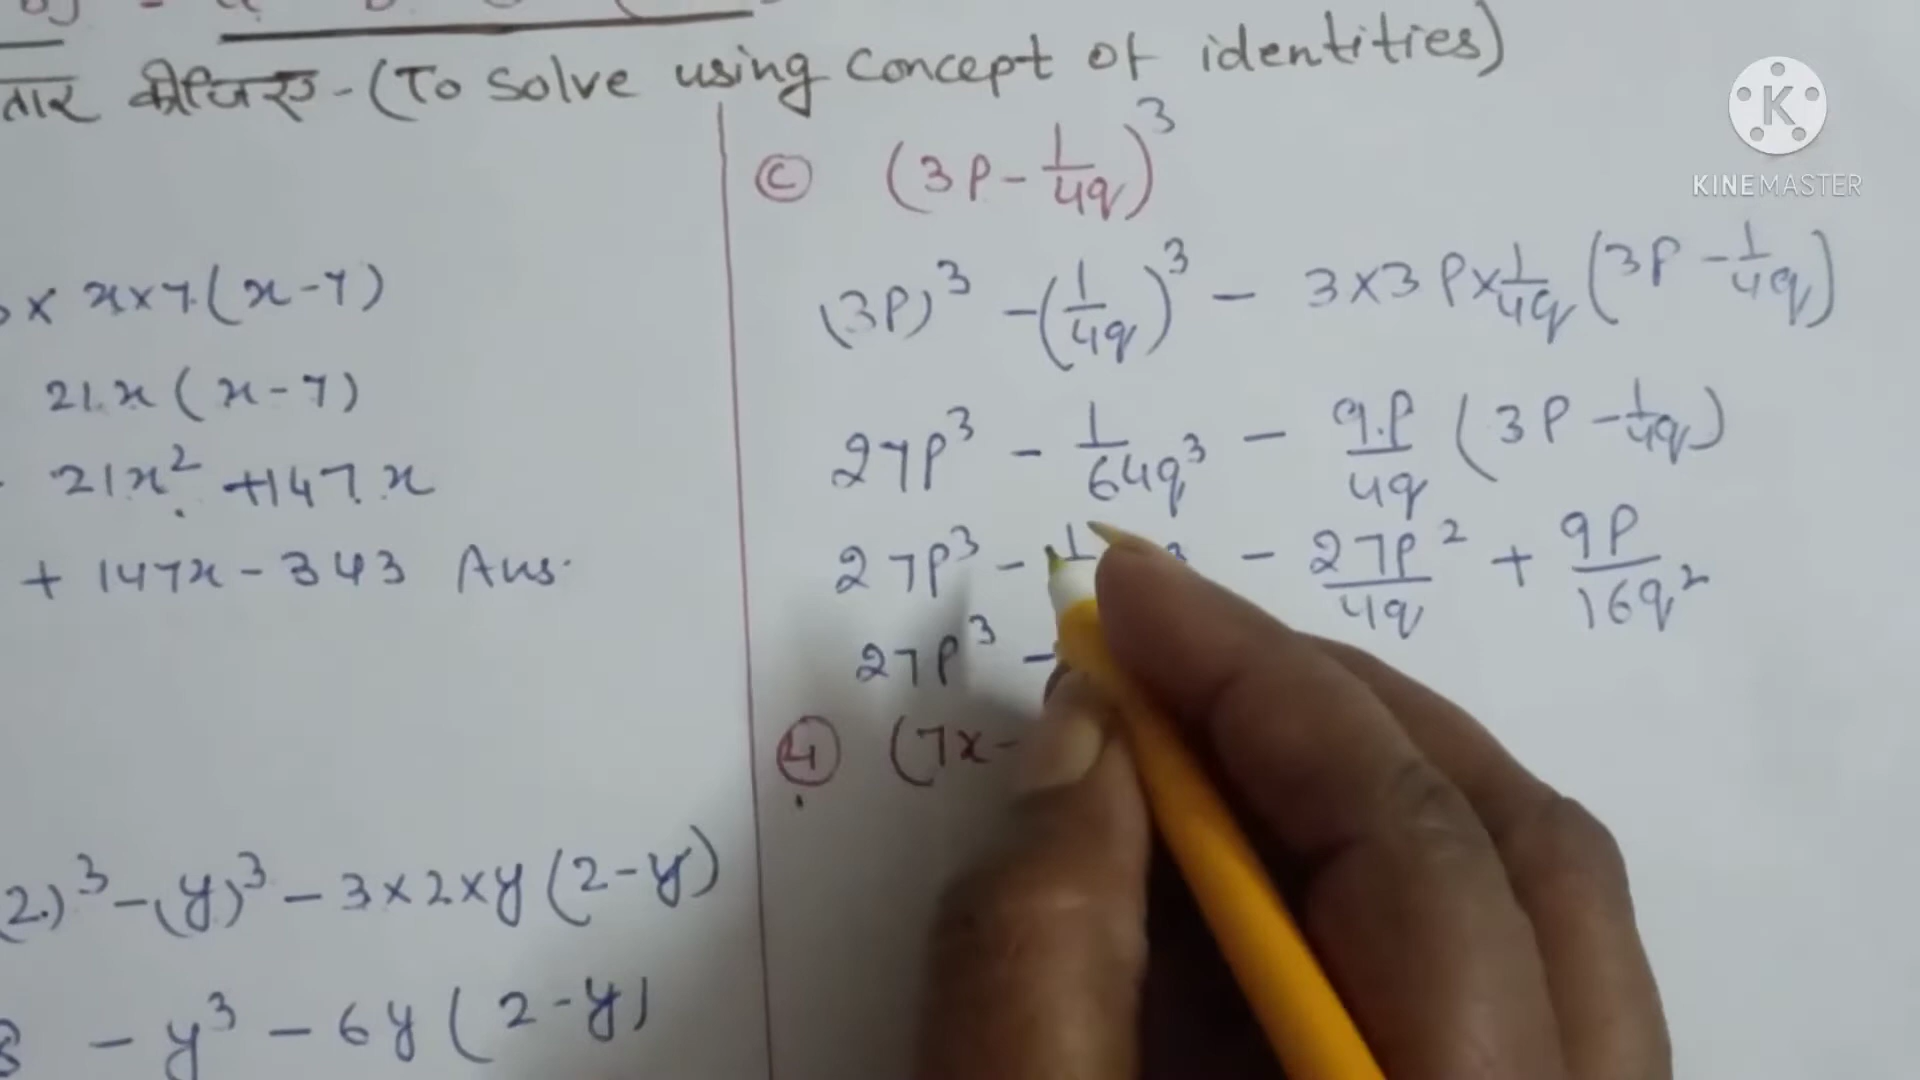 तार कीजिए - (To solve using concept of identities)
× x×7(x-7)
21x(x-7)
21x² +147x
+ 147x - 343 Ans.
2)³ - (y)³ - 3×2×y(2-y)
- y³ - 6y(2-y)
(C) (3P - 1/4q)³
(3P)³ - (1/4q)³ - 3×3P×1/4q (3P - 1/4q)
27P³ - 1/64q³ - 9P/4q (3P - 1/4q)
27P³ - 1 - 27P²/4q + 9P/16q²
27P³ -
(4) (7x -
KINEMASTER